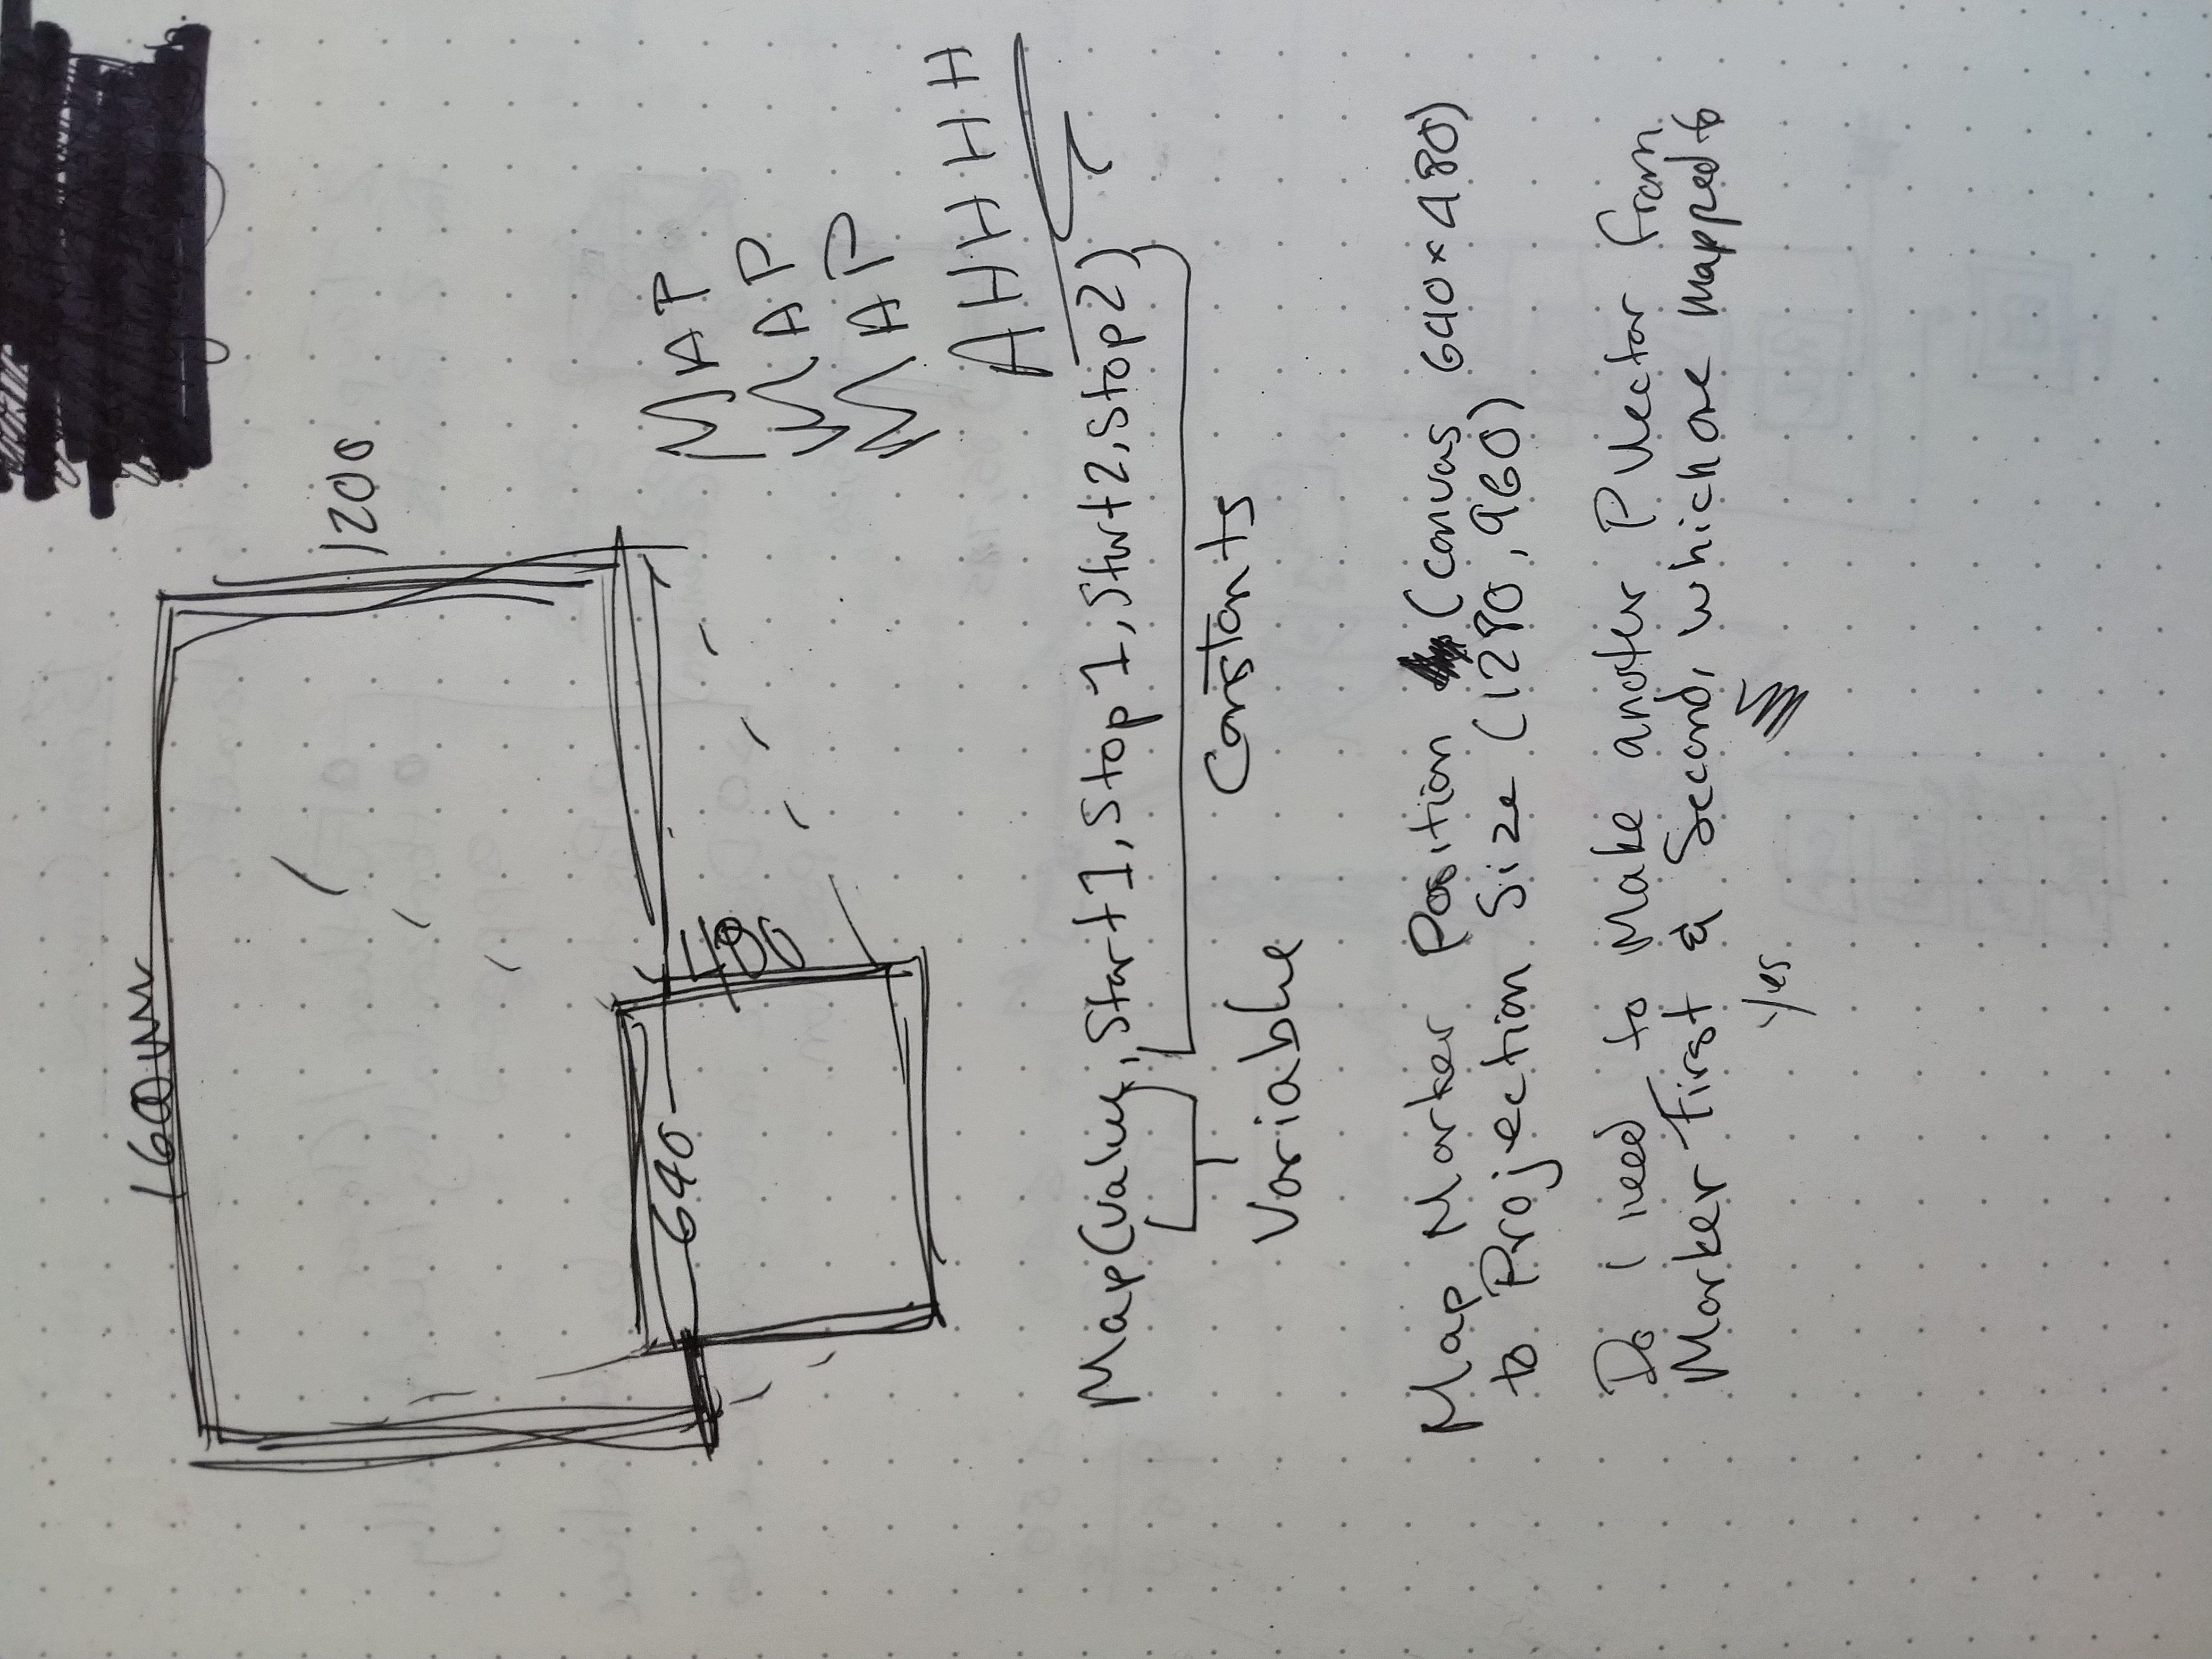 1600mm
1200
640
480
MAP
MAP
MAP
AHHHH
Map(value, Start1, Stop1, Start2, Stop2)
Variable
Constants
Map Marker Position (canvas 640×480)
to Projection Size (1280, 960)
Do I need to Make another PVector from
Marker First & Second, which are mapped to
Yes